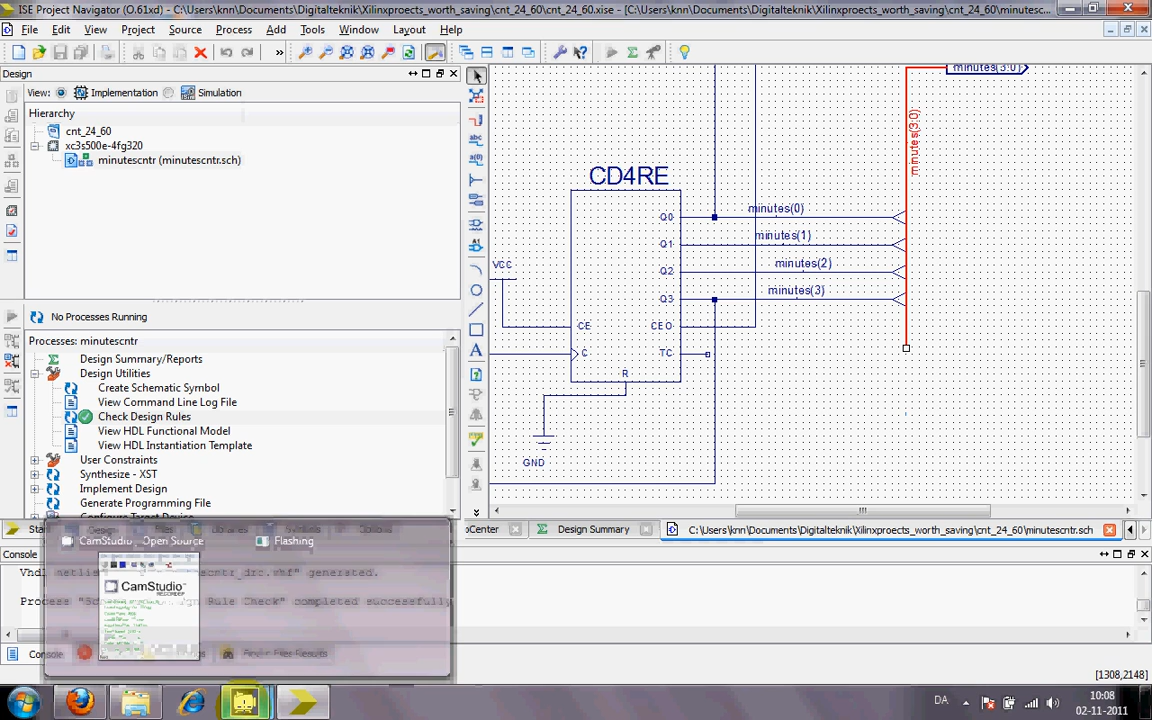 ISE Project Navigator (O.61xd) - C:\Users\knn\Documents\Digitalteknik\Xilinxproects_worth_saving\cnt_24_60\cnt_24_60.xise - [C:\Users\knn\Documents\Digitalteknik\Xilinxproects_worth_saving\cnt_24_60\minutesc...
File Edit View Project Source Process Add Tools Window Layout Help
Design
View: Implementation Simulation
Hierarchy
cnt_24_60
xc3s500e-4fg320
minutescntr (minutescntr.sch)
No Processes Running
Processes: minutescntr
Design Summary/Reports
Design Utilities
Create Schematic Symbol
View Command Line Log File
Check Design Rules
View HDL Functional Model
View HDL Instantiation Template
User Constraints
Synthesize - XST
Implement Design
Generate Programming File
minutes(3:0)
minutes(3:0)
CD4RE
Q0 minutes(0)
Q1 minutes(1)
Q2 minutes(2)
Q3 minutes(3)
VCC
CE CEO
C TC
R
GND
Design Summary
C:\Users\knn\Documents\Digitalteknik\Xilinxproects_worth_saving\cnt_24_60\minutescntr.sch
Console
CamStudio Open Source
Flashing
CamStudio
RECORDER
generated.
completed successfully
Console
[1308,2148]
DA
10:08
02-11-2011